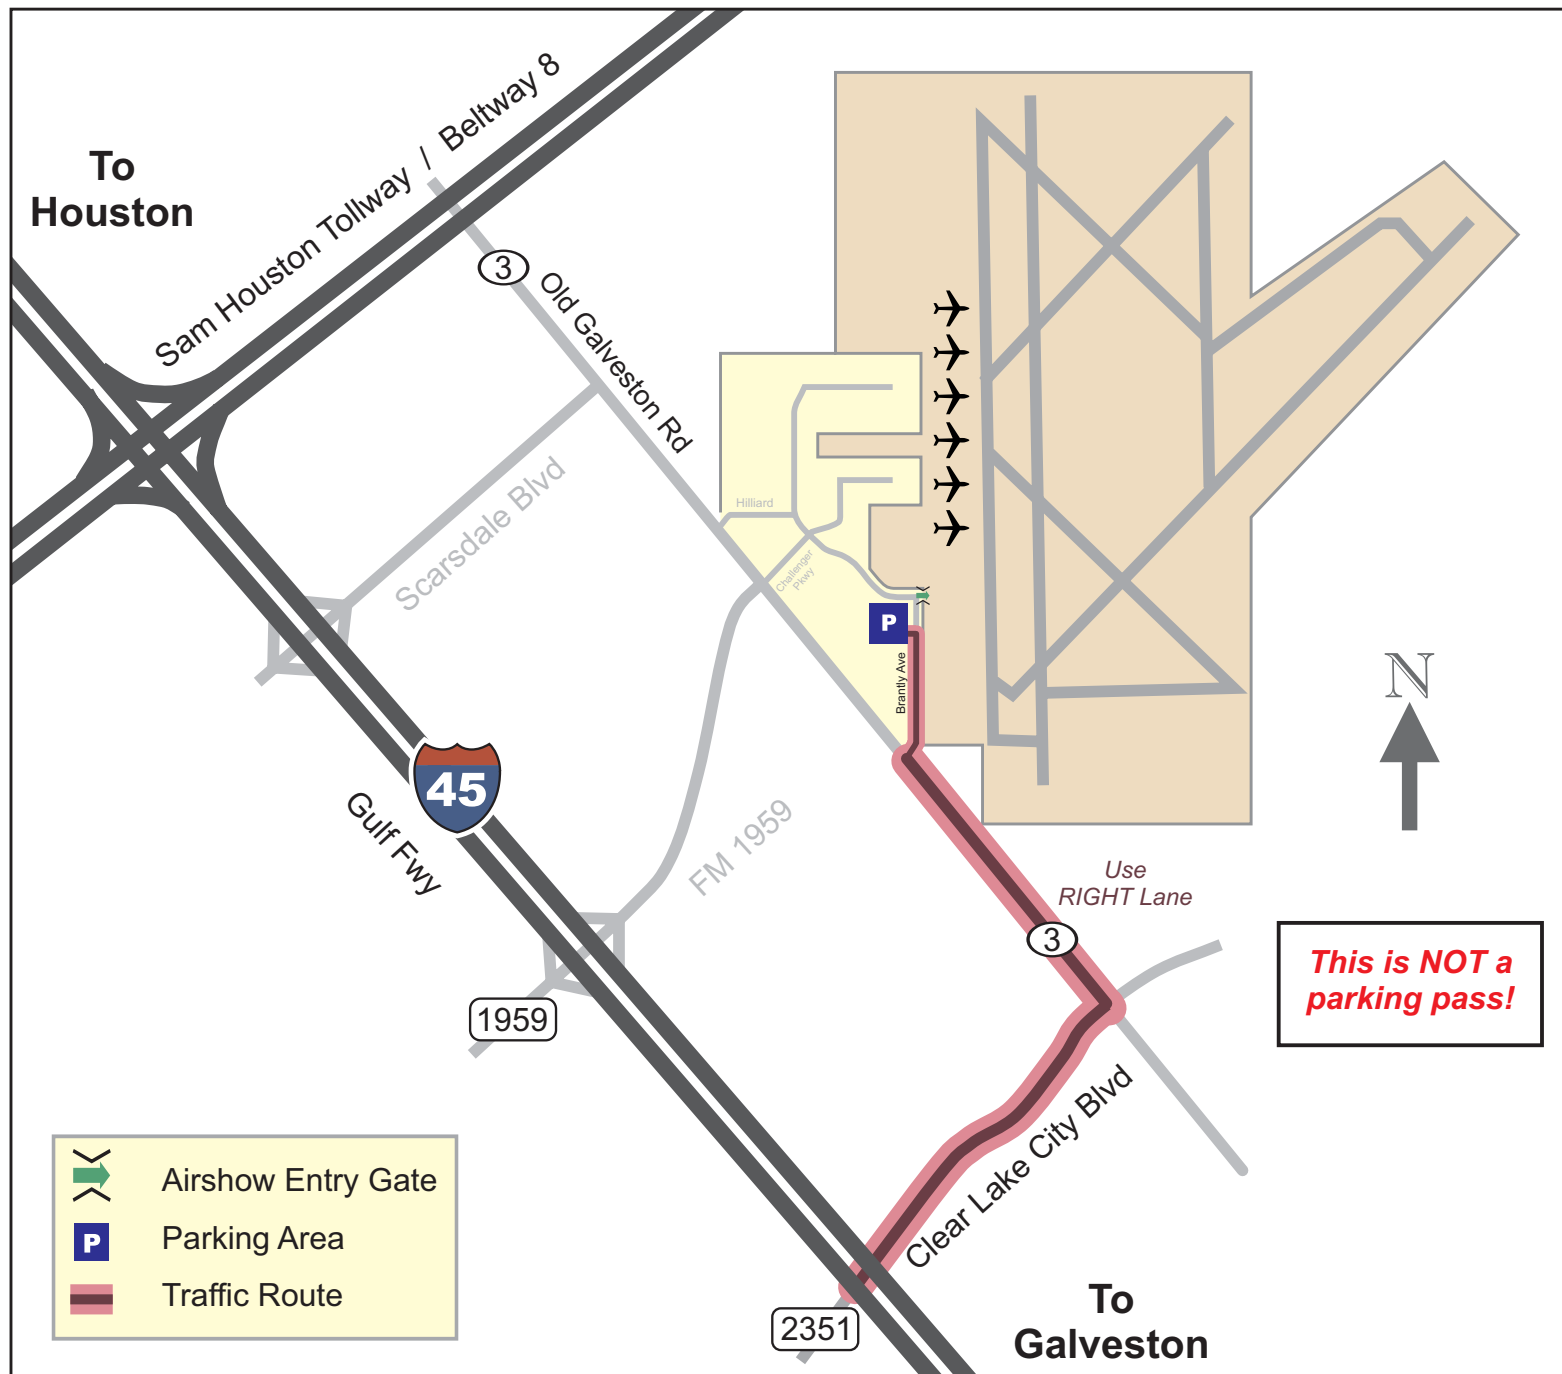 To
Houston
Sam Houston Tollway / Beltway 8
3
Old Galveston Rd
Scarsdale Blvd
Hilliard
Challenger
Pkwy
P
Brantly Ave
N
45
Gulf Fwy
FM 1959
Use
RIGHT Lane
3
This is NOT a
parking pass!
1959
Clear Lake City Blvd
Airshow Entry Gate
P
Parking Area
Traffic Route
2351
To
Galveston